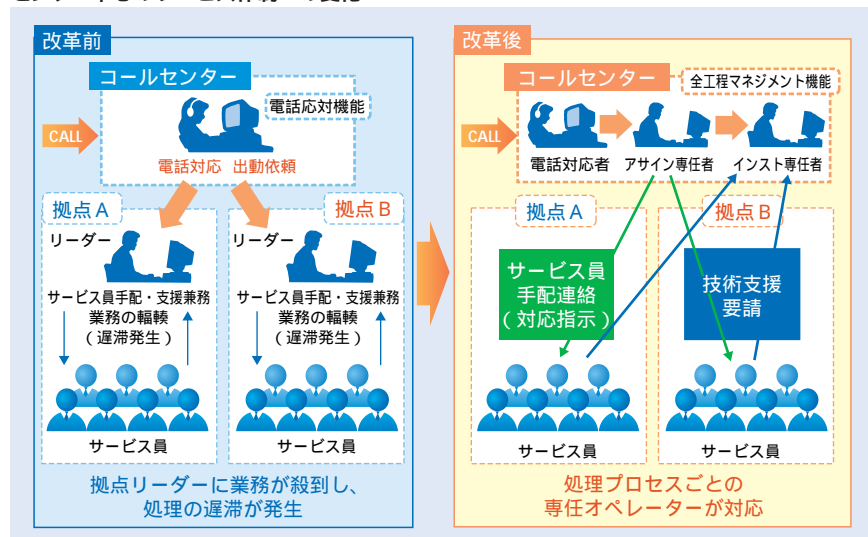 改革前
コールセンター
電話応対機能
CALL
電話対応 出動依頼
拠点A
拠点B
リーダー
リーダー
サービス員手配・支援兼務
業務の輻輳
(遅滞発生)
サービス員手配・支援兼務
業務の輻輳
(遅滞発生)
サービス員
サービス員
拠点リーダーに業務が殺到し、
処理の遅滞が発生
改革後
コールセンター
全工程マネジメント機能
CALL
電話対応者
アサイン専任者
インスト専任者
拠点A
拠点B
サービス員
手配連絡
(対応指示)
技術支援
要請
サービス員
サービス員
処理プロセスごとの
専任オペレーターが対応